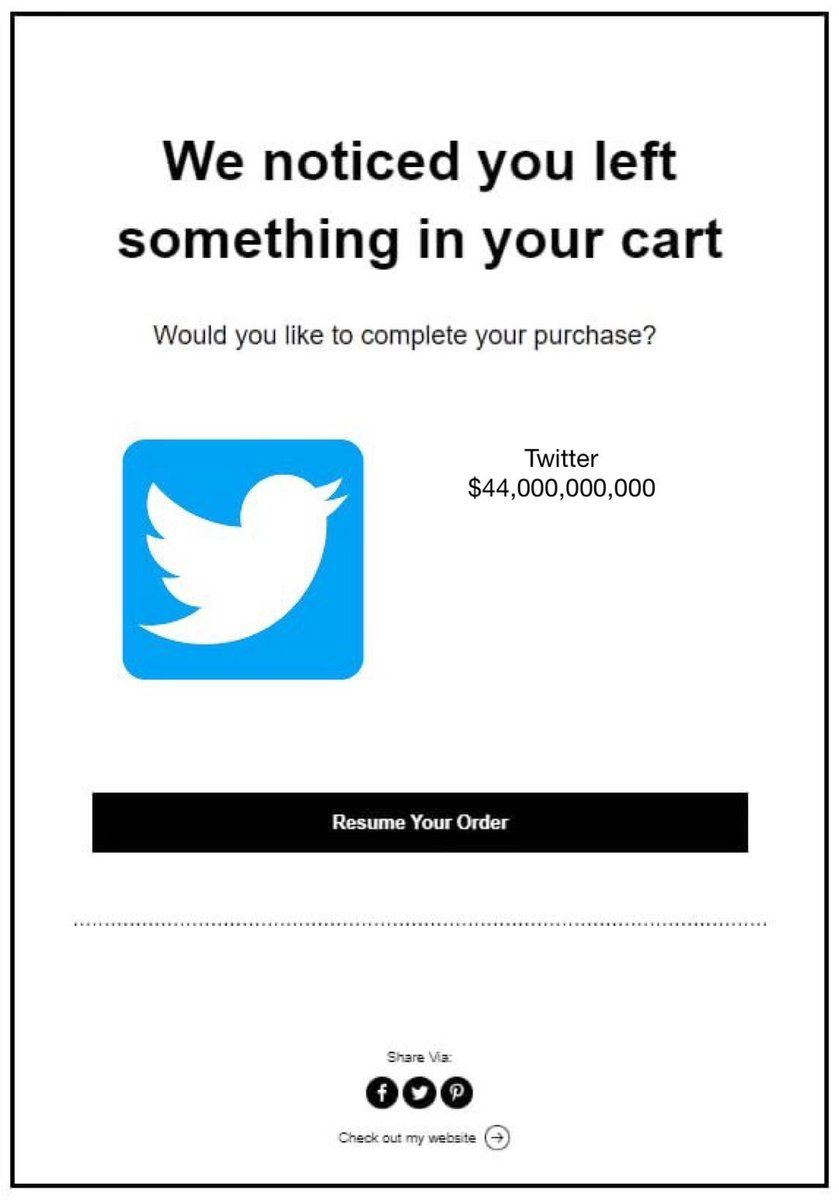 We noticed you left
something in your cart
Would you like to complete your purchase?
Twitter
$44,000,000,000
Resume Your Order
Share Via:
Check out my website